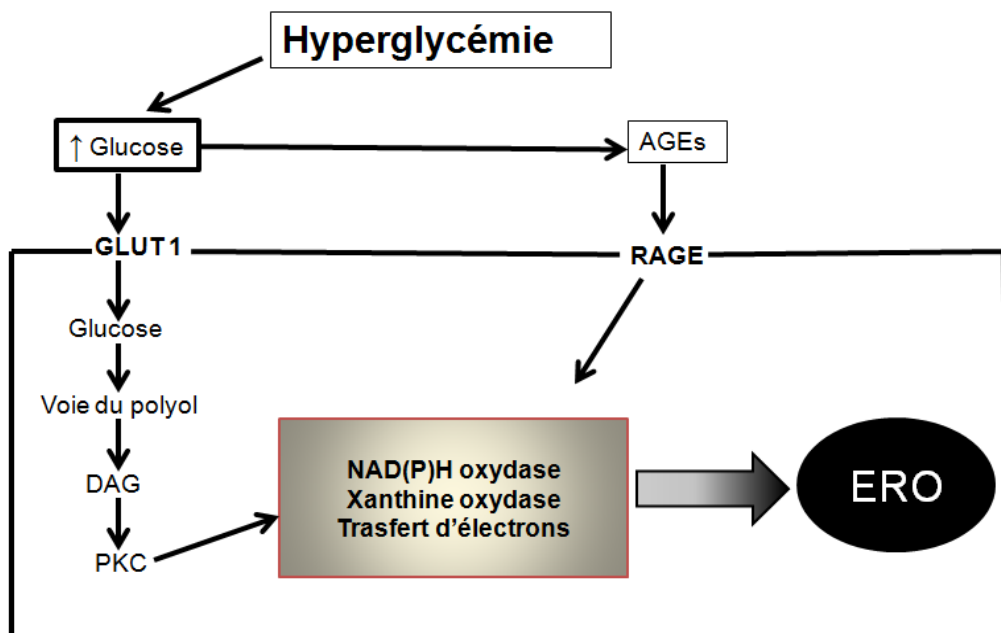 Hyperglycémie
↑ Glucose
AGEs
GLUT1
RAGE
Glucose
Voie du polyol
DAG
PKC
NAD(P)H oxydase
Xanthine oxydase
Trasfert d'électrons
ERO